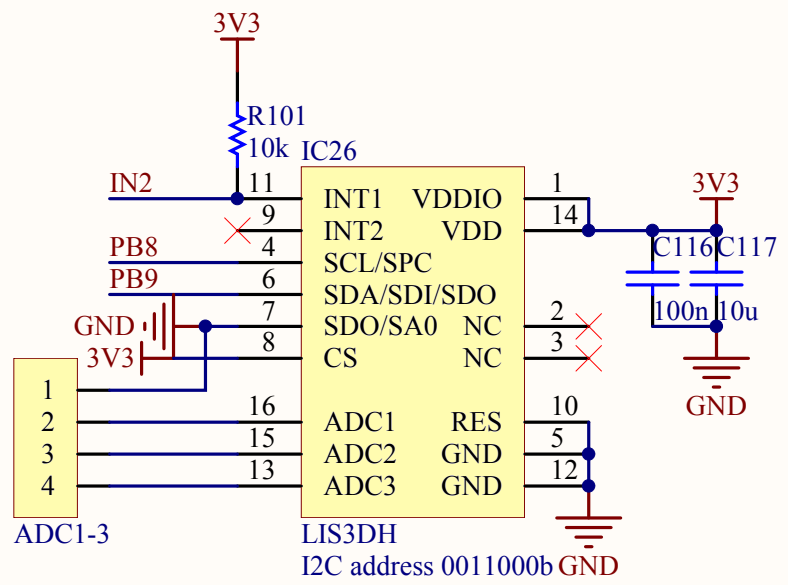 3V3
R101
10k
IC26
IN2
11
INT1
VDDIO
1
3V3
9
INT2
VDD
14
PB8
4
SCL/SPC
C116
C117
PB9
6
SDA/SDI/SDO
100n
10u
GND
7
SDO/SA0
NC
2
3V3
8
CS
NC
3
1
GND
2
16
ADC1
RES
10
3
15
ADC2
GND
5
4
13
ADC3
GND
12
ADC1-3
LIS3DH
I2C address 0011000b
GND